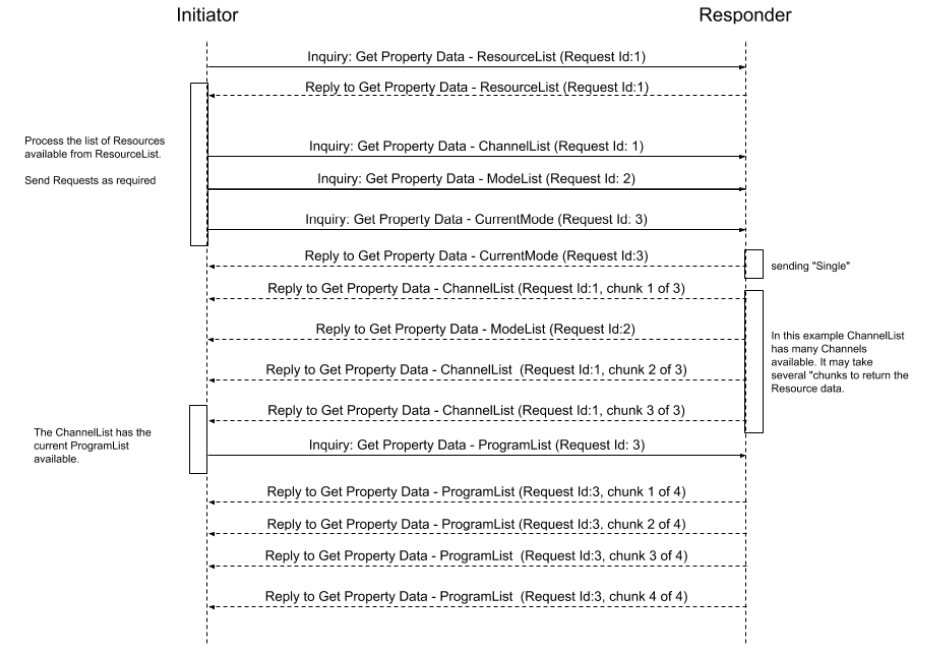 Initiator
Responder
Inquiry: Get Property Data - ResourceList (Request Id:1)
Reply to Get Property Data - ResourceList (Request Id:1)
Process the list of Resources
available from ResourceList.
Send Requests as required
Inquiry: Get Property Data - ChannelList (Request Id: 1)
Inquiry: Get Property Data - ModeList (Request Id: 2)
Inquiry: Get Property Data - CurrentMode (Request Id: 3)
Reply to Get Property Data - CurrentMode (Request Id:3)
sending "Single"
Reply to Get Property Data - ChannelList (Request Id:1, chunk 1 of 3)
Reply to Get Property Data - ModeList (Request Id:2)
In this example ChannelList
has many Channels
available. It may take
several "chunks to return the
Resource data.
Reply to Get Property Data - ChannelList (Request Id:1, chunk 2 of 3)
Reply to Get Property Data - ChannelList (Request Id:1, chunk 3 of 3)
The ChannelList has the
current ProgramList
available.
Inquiry: Get Property Data - ProgramList (Request Id: 3)
Reply to Get Property Data - ProgramList (Request Id:3, chunk 1 of 4)
Reply to Get Property Data - ProgramList (Request Id:3, chunk 2 of 4)
Reply to Get Property Data - ProgramList (Request Id:3, chunk 3 of 4)
Reply to Get Property Data - ProgramList (Request Id:3, chunk 4 of 4)